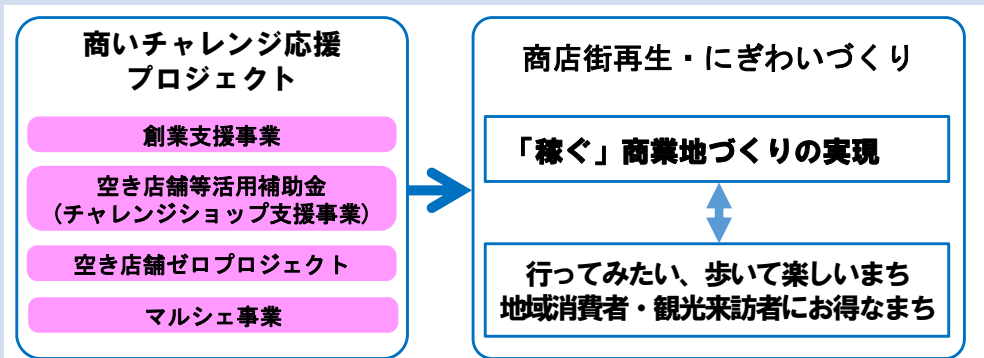 商いチャレンジ応援
プロジェクト
創業支援事業
空き店舗等活用補助金
(チャレンジショップ支援事業)
空き店舗ゼロプロジェクト
マルシェ事業
商店街再生・にぎわいづくり
「稼ぐ」商業地づくりの実現
行ってみたい、歩いて楽しいまち
地域消費者・観光来訪者にお得なまち